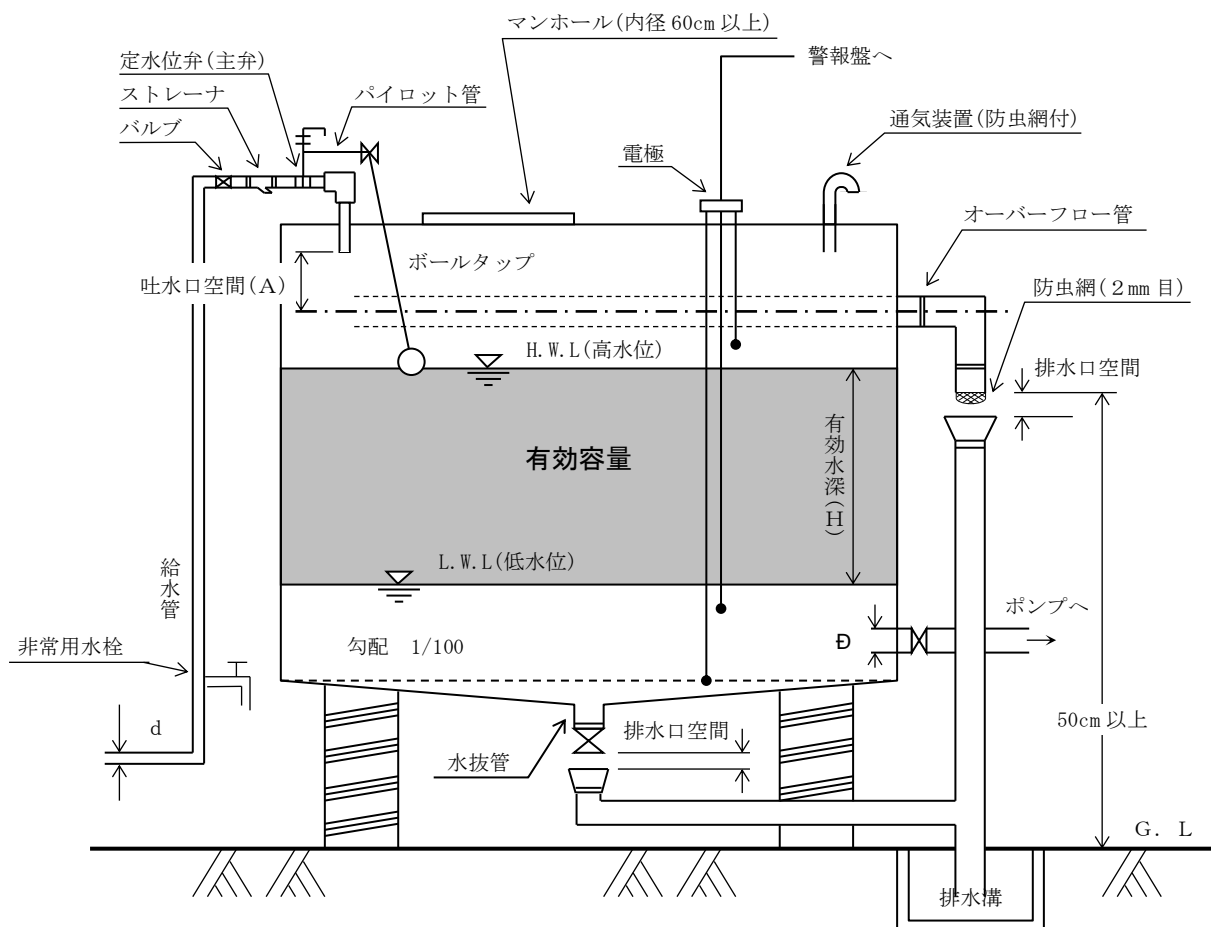 マンホール(内径60cm以上)
定水位弁(主弁)
ストレーナ
バルブ
パイロット管
警報盤へ
通気装置(防虫網付)
電極
オーバーフロー管
ボールタップ
吐水口空間(A)
防虫網(2mm目)
H.W.L(高水位)
排水口空間
有効水深(H)
有効容量
L.W.L(低水位)
給水管
ポンプへ
非常用水栓
勾配 1/100
Đ
50cm以上
d
排水口空間
水抜管
G. L
排水溝